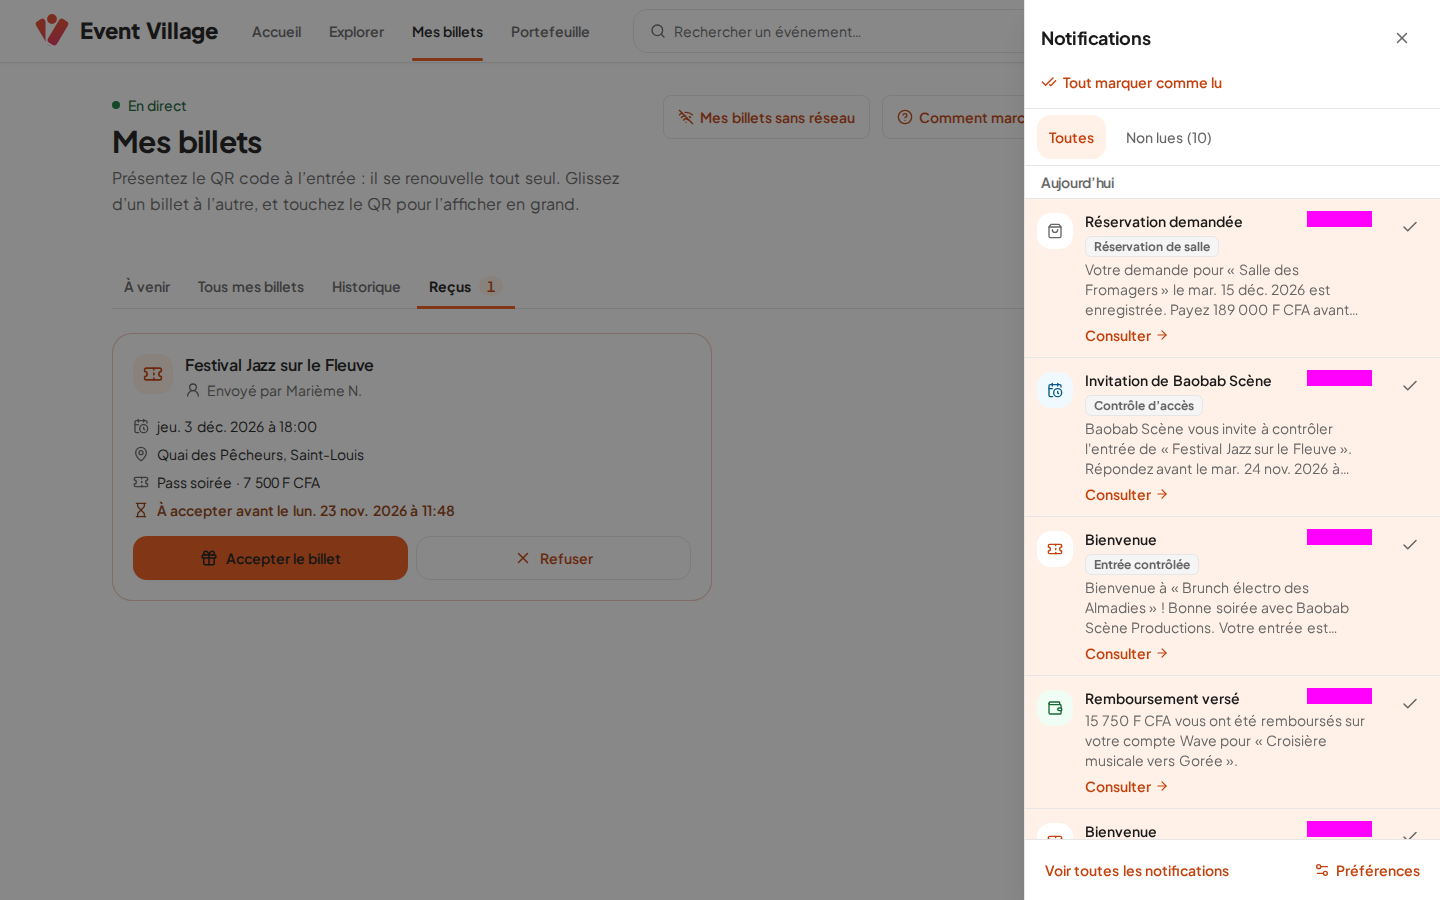 Event Village
Accueil
Explorer
Mes billets
Portefeuille
Rechercher un événement…
En direct
Mes billets
Présentez le QR code à l'entrée : il se renouvelle tout seul. Glissez
d'un billet à l'autre, et touchez le QR pour l'afficher en grand.
Mes billets sans réseau
Comment marc
À venir
Tous mes billets
Historique
Reçus 1
Festival Jazz sur le Fleuve
Envoyé par Marième N.
jeu. 3 déc. 2026 à 18:00
Quai des Pêcheurs, Saint-Louis
Pass soirée · 7 500 F CFA
À accepter avant le lun. 23 nov. 2026 à 11:48
Accepter le billet
Refuser
Notifications
Tout marquer comme lu
Toutes
Non lues (10)
Aujourd'hui
Réservation demandée
Réservation de salle
Votre demande pour « Salle des
Fromagers » le mar. 15 déc. 2026 est
enregistrée. Payez 189 000 F CFA avant…
Consulter
Invitation de Baobab Scène
Contrôle d'accès
Baobab Scène vous invite à contrôler
l'entrée de « Festival Jazz sur le Fleuve ».
Répondez avant le mar. 24 nov. 2026 à…
Consulter
Bienvenue
Entrée contrôlée
Bienvenue à « Brunch électro des
Almadies » ! Bonne soirée avec Baobab
Scène Productions. Votre entrée est…
Consulter
Remboursement versé
15 750 F CFA vous ont été remboursés sur
votre compte Wave pour « Croisière
musicale vers Gorée ».
Consulter
Bienvenue
Voir toutes les notifications
Préférences